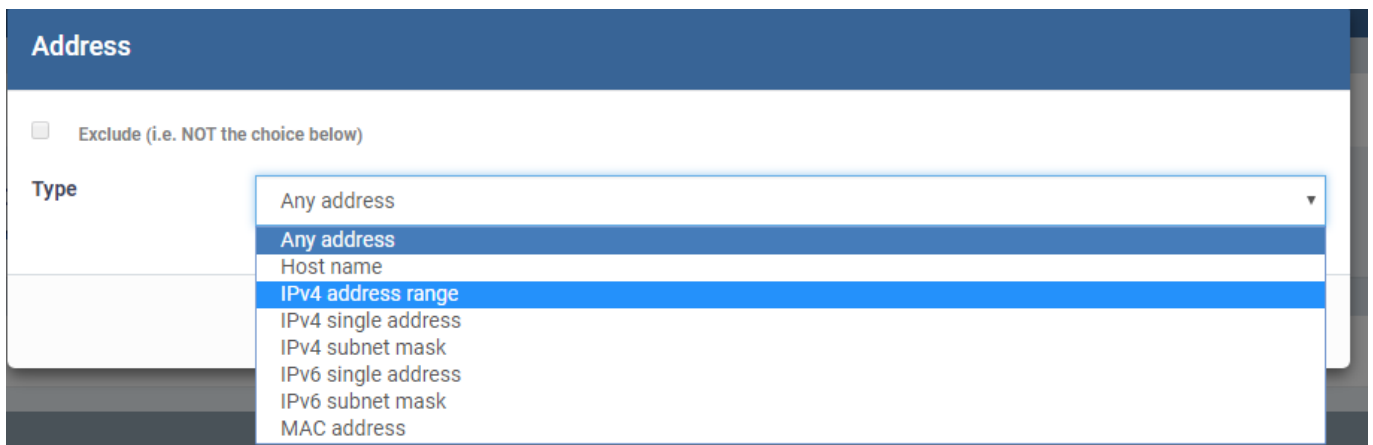 Address
Exclude (i.e. NOT the choice below)
Type
Any address
Any address
Host name
IPv4 address range
IPv4 single address
IPv4 subnet mask
IPv6 single address
IPv6 subnet mask
MAC address